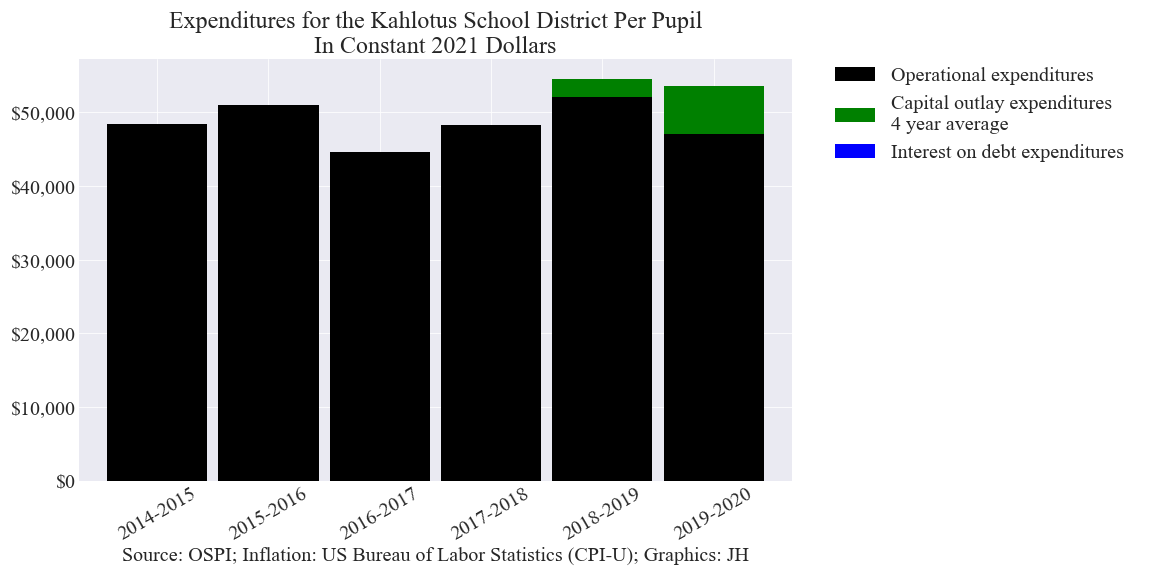 Expenditures for the Kahlotus School District Per Pupil
In Constant 2021 Dollars
Operational expenditures
Capital outlay expenditures
4 year average
Interest on debt expenditures
$50,000
$40,000
$30,000
$20,000
$10,000
$0
2014-2015
2015-2016
2016-2017
2017-2018
2018-2019
2019-2020
Source: OSPI; Inflation: US Bureau of Labor Statistics (CPI-U); Graphics: JH